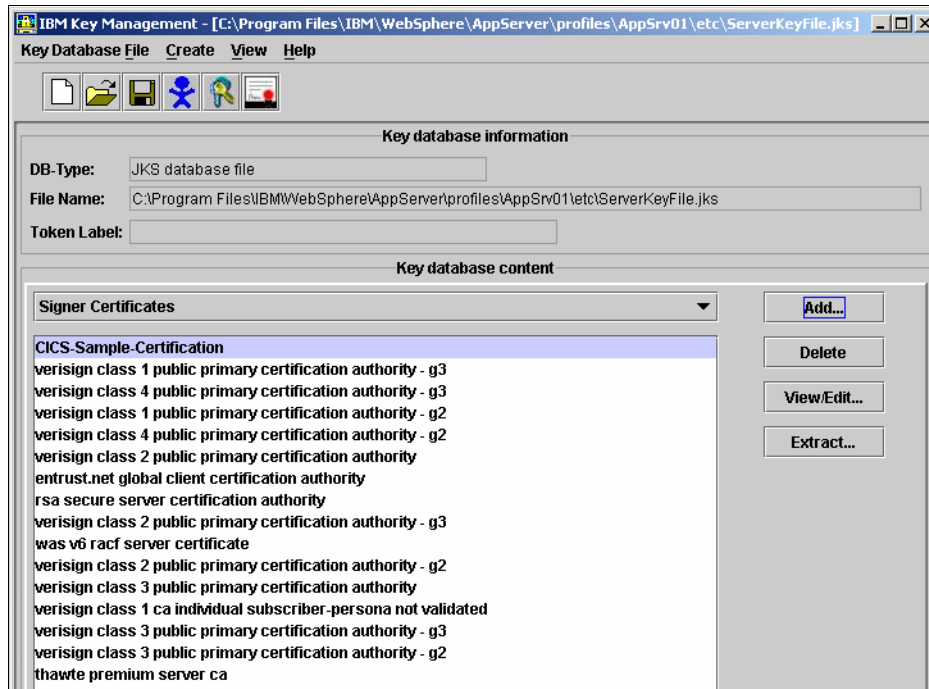 IBM Key Management - [C:\Program Files\IBM\WebSphere\AppServer\profiles\AppSrv01\etc\ServerKeyFile.jks]
Key Database File Create View Help
Key database information
DB-Type: JKS database file
File Name: C:\Program Files\IBM\WebSphere\AppServer\profiles\AppSrv01\etc\ServerKeyFile.jks
Token Label:
Key database content
Signer Certificates
Add...
CICS-Sample-Certification
Delete
verisign class 1 public primary certification authority - g3
verisign class 4 public primary certification authority - g3
View/Edit...
verisign class 1 public primary certification authority - g2
verisign class 4 public primary certification authority - g2
Extract...
verisign class 2 public primary certification authority
entrust.net global client certification authority
rsa secure server certification authority
verisign class 2 public primary certification authority - g3
was v6 racf server certificate
verisign class 2 public primary certification authority - g2
verisign class 3 public primary certification authority
verisign class 1 ca individual subscriber-persona not validated
verisign class 3 public primary certification authority - g3
verisign class 3 public primary certification authority - g2
thawte premium server ca